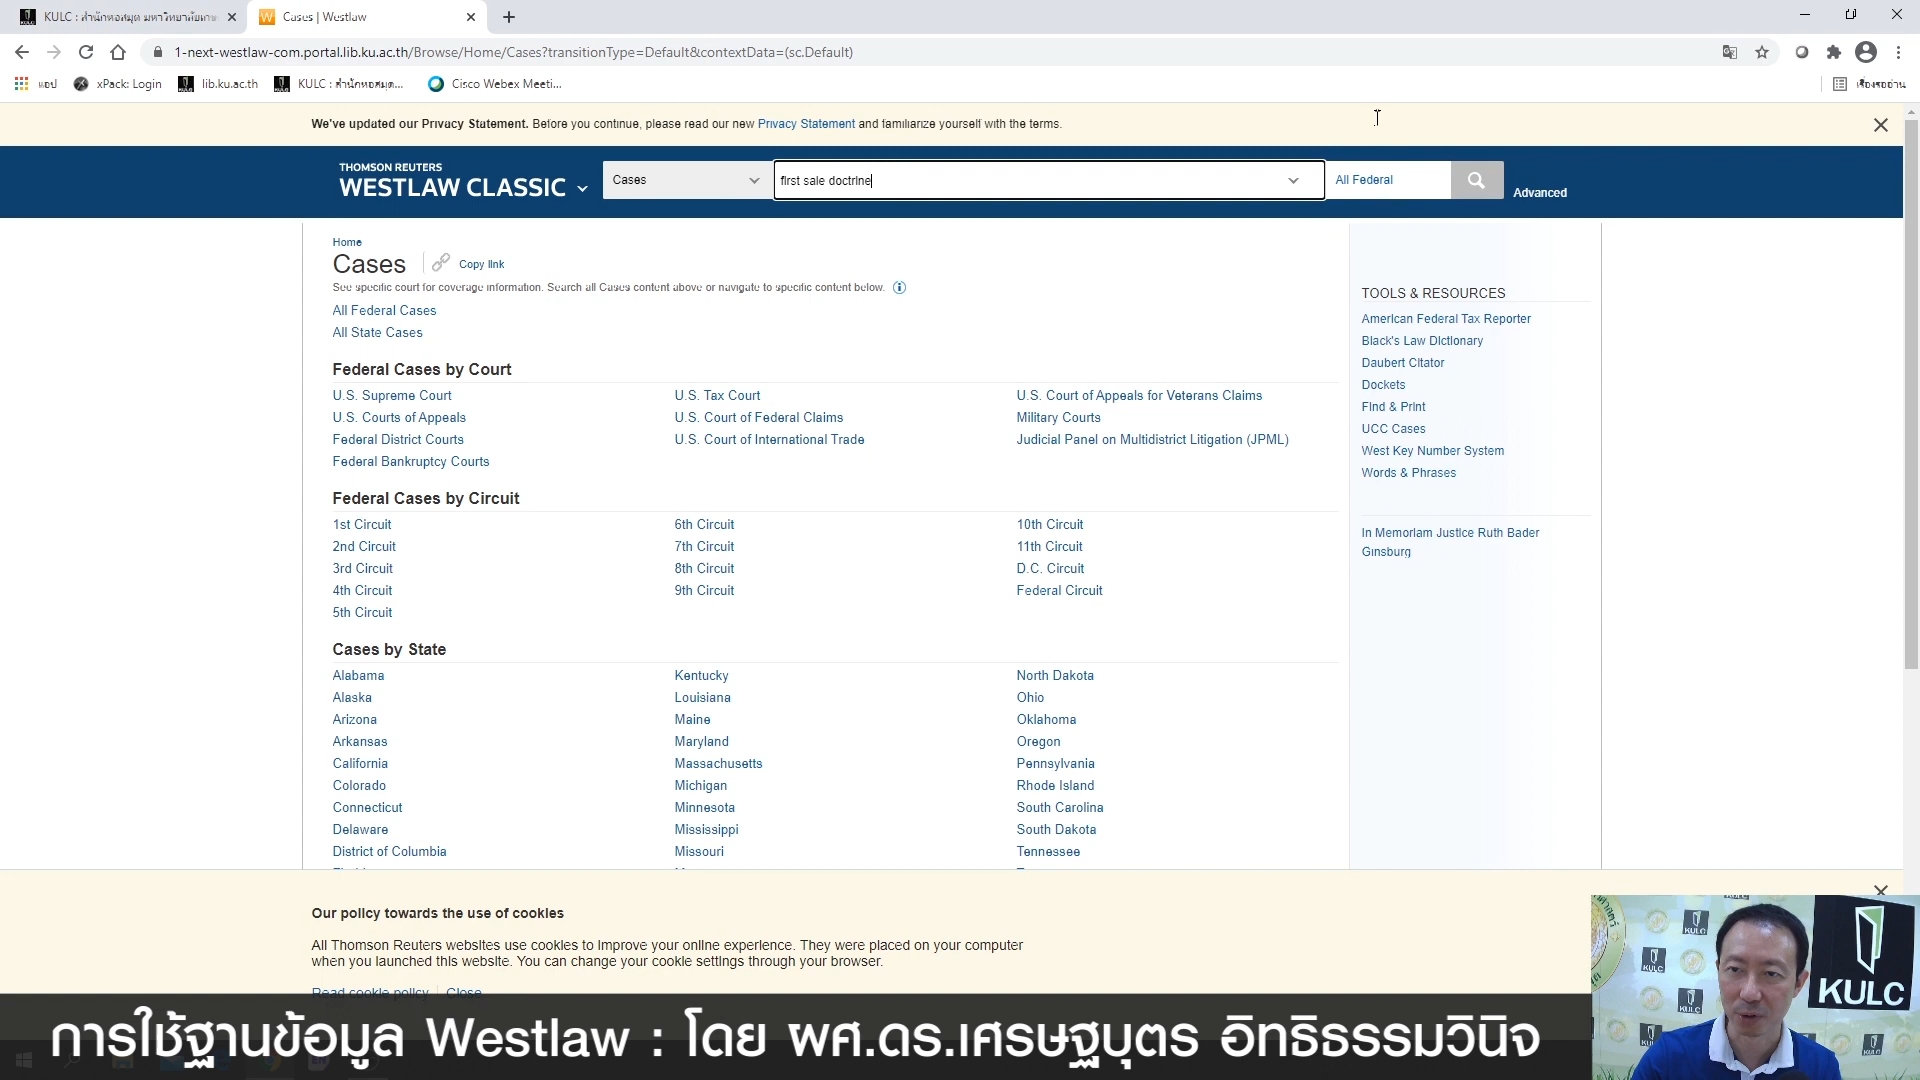 KULC : สำนักหอสมุด มหาวิทยาลัยเกษ
Cases | Westlaw
1-next-westlaw-com.portal.lib.ku.ac.th/Browse/Home/Cases?transitionType=Default&contextData=(sc.Default)
แอป
xPack: Login
lib.ku.ac.th
KULC : สำนักหอสมุด...
Cisco Webex Meeti...
เรื่องรออ่าน
We've updated our Privacy Statement. Before you continue, please read our new Privacy Statement and familiarize yourself with the terms.
THOMSON REUTERS
WESTLAW CLASSIC
Cases
first sale doctrine
All Federal
Advanced
Home
Cases
Copy link
See specific court for coverage information. Search all Cases content above or navigate to specific content below.
All Federal Cases
All State Cases
Federal Cases by Court
U.S. Supreme Court
U.S. Tax Court
U.S. Court of Appeals for Veterans Claims
U.S. Courts of Appeals
U.S. Court of Federal Claims
Military Courts
Federal District Courts
U.S. Court of International Trade
Judicial Panel on Multidistrict Litigation (JPML)
Federal Bankruptcy Courts
Federal Cases by Circuit
1st Circuit
6th Circuit
10th Circuit
2nd Circuit
7th Circuit
11th Circuit
3rd Circuit
8th Circuit
D.C. Circuit
4th Circuit
9th Circuit
Federal Circuit
5th Circuit
Cases by State
Alabama
Kentucky
North Dakota
Alaska
Louisiana
Ohio
Arizona
Maine
Oklahoma
Arkansas
Maryland
Oregon
California
Massachusetts
Pennsylvania
Colorado
Michigan
Rhode Island
Connecticut
Minnesota
South Carolina
Delaware
Mississippi
South Dakota
District of Columbia
Missouri
Tennessee
TOOLS & RESOURCES
American Federal Tax Reporter
Black's Law Dictionary
Daubert Citator
Dockets
Find & Print
UCC Cases
West Key Number System
Words & Phrases
In Memoriam Justice Ruth Bader
Ginsburg
Our policy towards the use of cookies
All Thomson Reuters websites use cookies to improve your online experience. They were placed on your computer
when you launched this website. You can change your cookie settings through your browser.
Read cookie policy
Close
การใช้ฐานข้อมูล Westlaw : โดย ผศ.ดร.เศรษฐบุตร อิทธิธรรมวินิจ
KULC
KULC
KULC
KULC